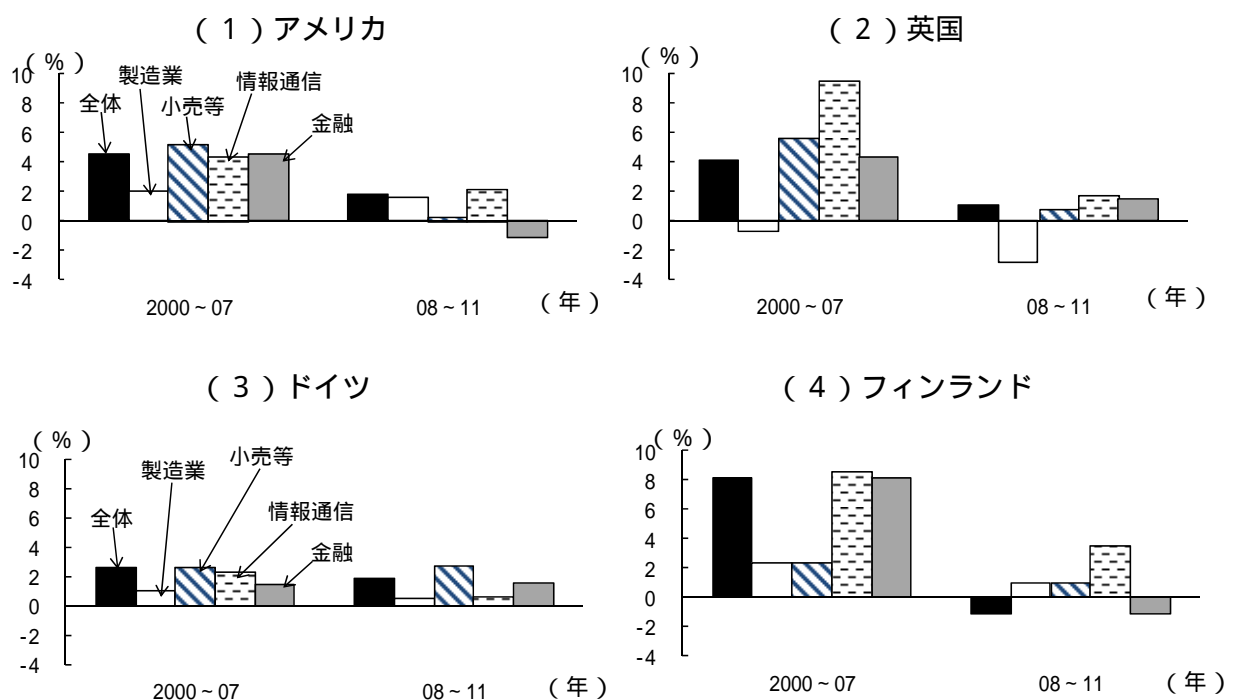 （1）アメリカ
（%）
10
8
6
4
2
0
-2
-4
全体
製造業
小売等
情報通信
金融
2000～07
08～11
（年）
（2）英国
（%）
10
8
6
4
2
0
-2
-4
2000～07
08～11
（年）
（3）ドイツ
（%）
10
8
6
4
2
0
-2
-4
全体
製造業
小売等
情報通信
金融
2000～07
08～11
（年）
（4）フィンランド
（%）
10
8
6
4
2
0
-2
-4
2000～07
08～11
（年）